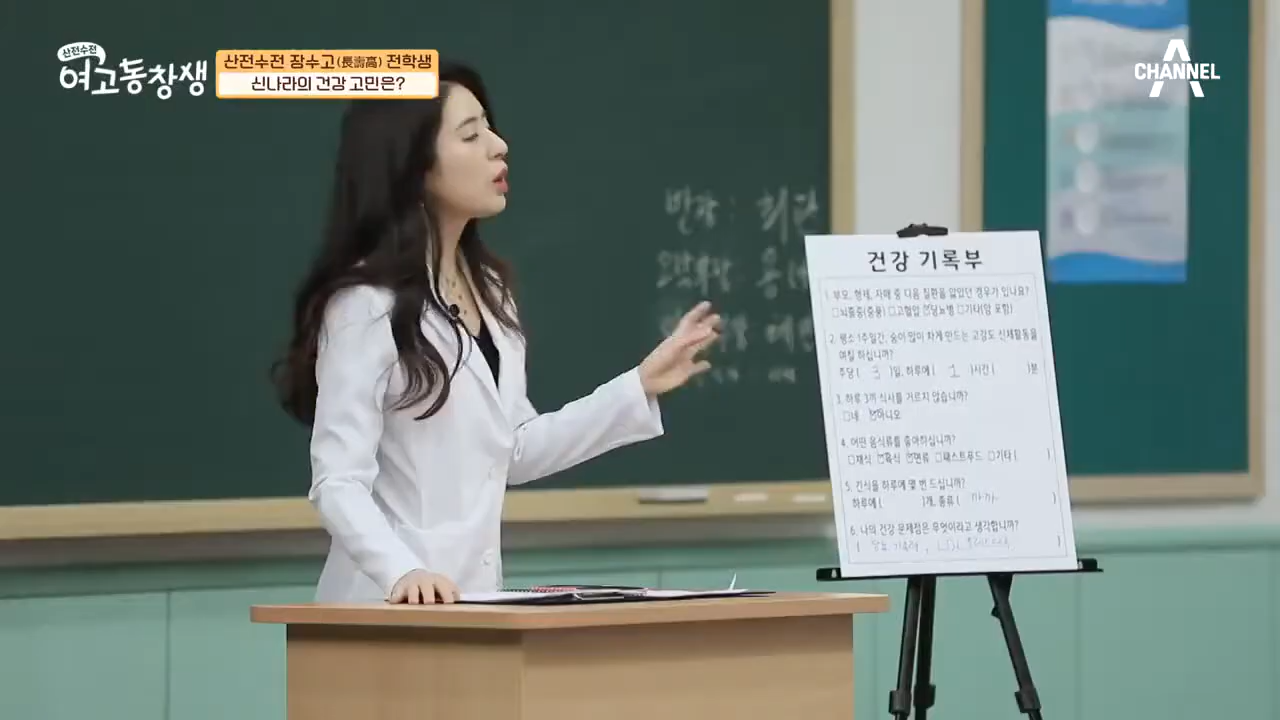 산전수전
여고동창생
산전수전 장수고(長壽高) 전학생
신나라의 건강 고민은?
CHANNEL A
반장 : 희
건강 기록부
1. 부모, 형제, 자매 중 다음 질환을 앓았던 경우가 있나요?
□뇌졸중(중풍) □고혈압 ☑당뇨병 □기타(암 포함)
2. 평소 1주일간, 숨이 많이 차게 만드는 고강도 신체활동을
며칠 하십니까?
주당( 3 )일, 하루에( 1 )시간( )분
3. 하루 3끼 식사를 거르지 않습니까?
□네 ☑아니오
4. 어떤 음식류를 좋아하십니까?
□채식 ☑육식 ☑면류 □패스트푸드 □기타( )
5. 간식을 하루에 몇 번 드십니까?
하루에( )개, 종류( 까까 )
6. 나의 건강 문제점은 무엇이라고 생각합니까?